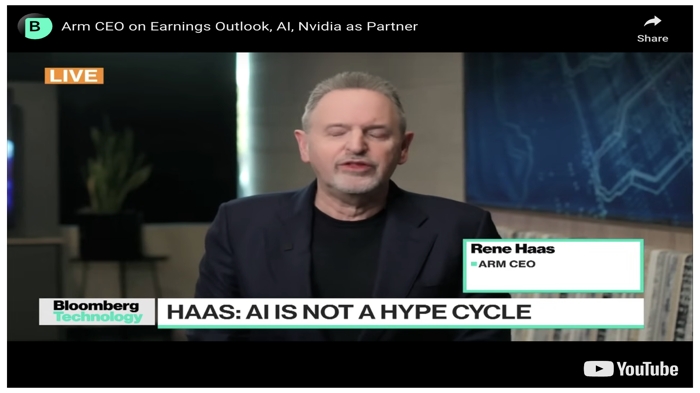 B
Arm CEO on Earnings Outlook, AI, Nvidia as Partner
Share
LIVE
Rene Haas
ARM CEO
Bloomberg
Technology
HAAS: AI IS NOT A HYPE CYCLE
YouTube